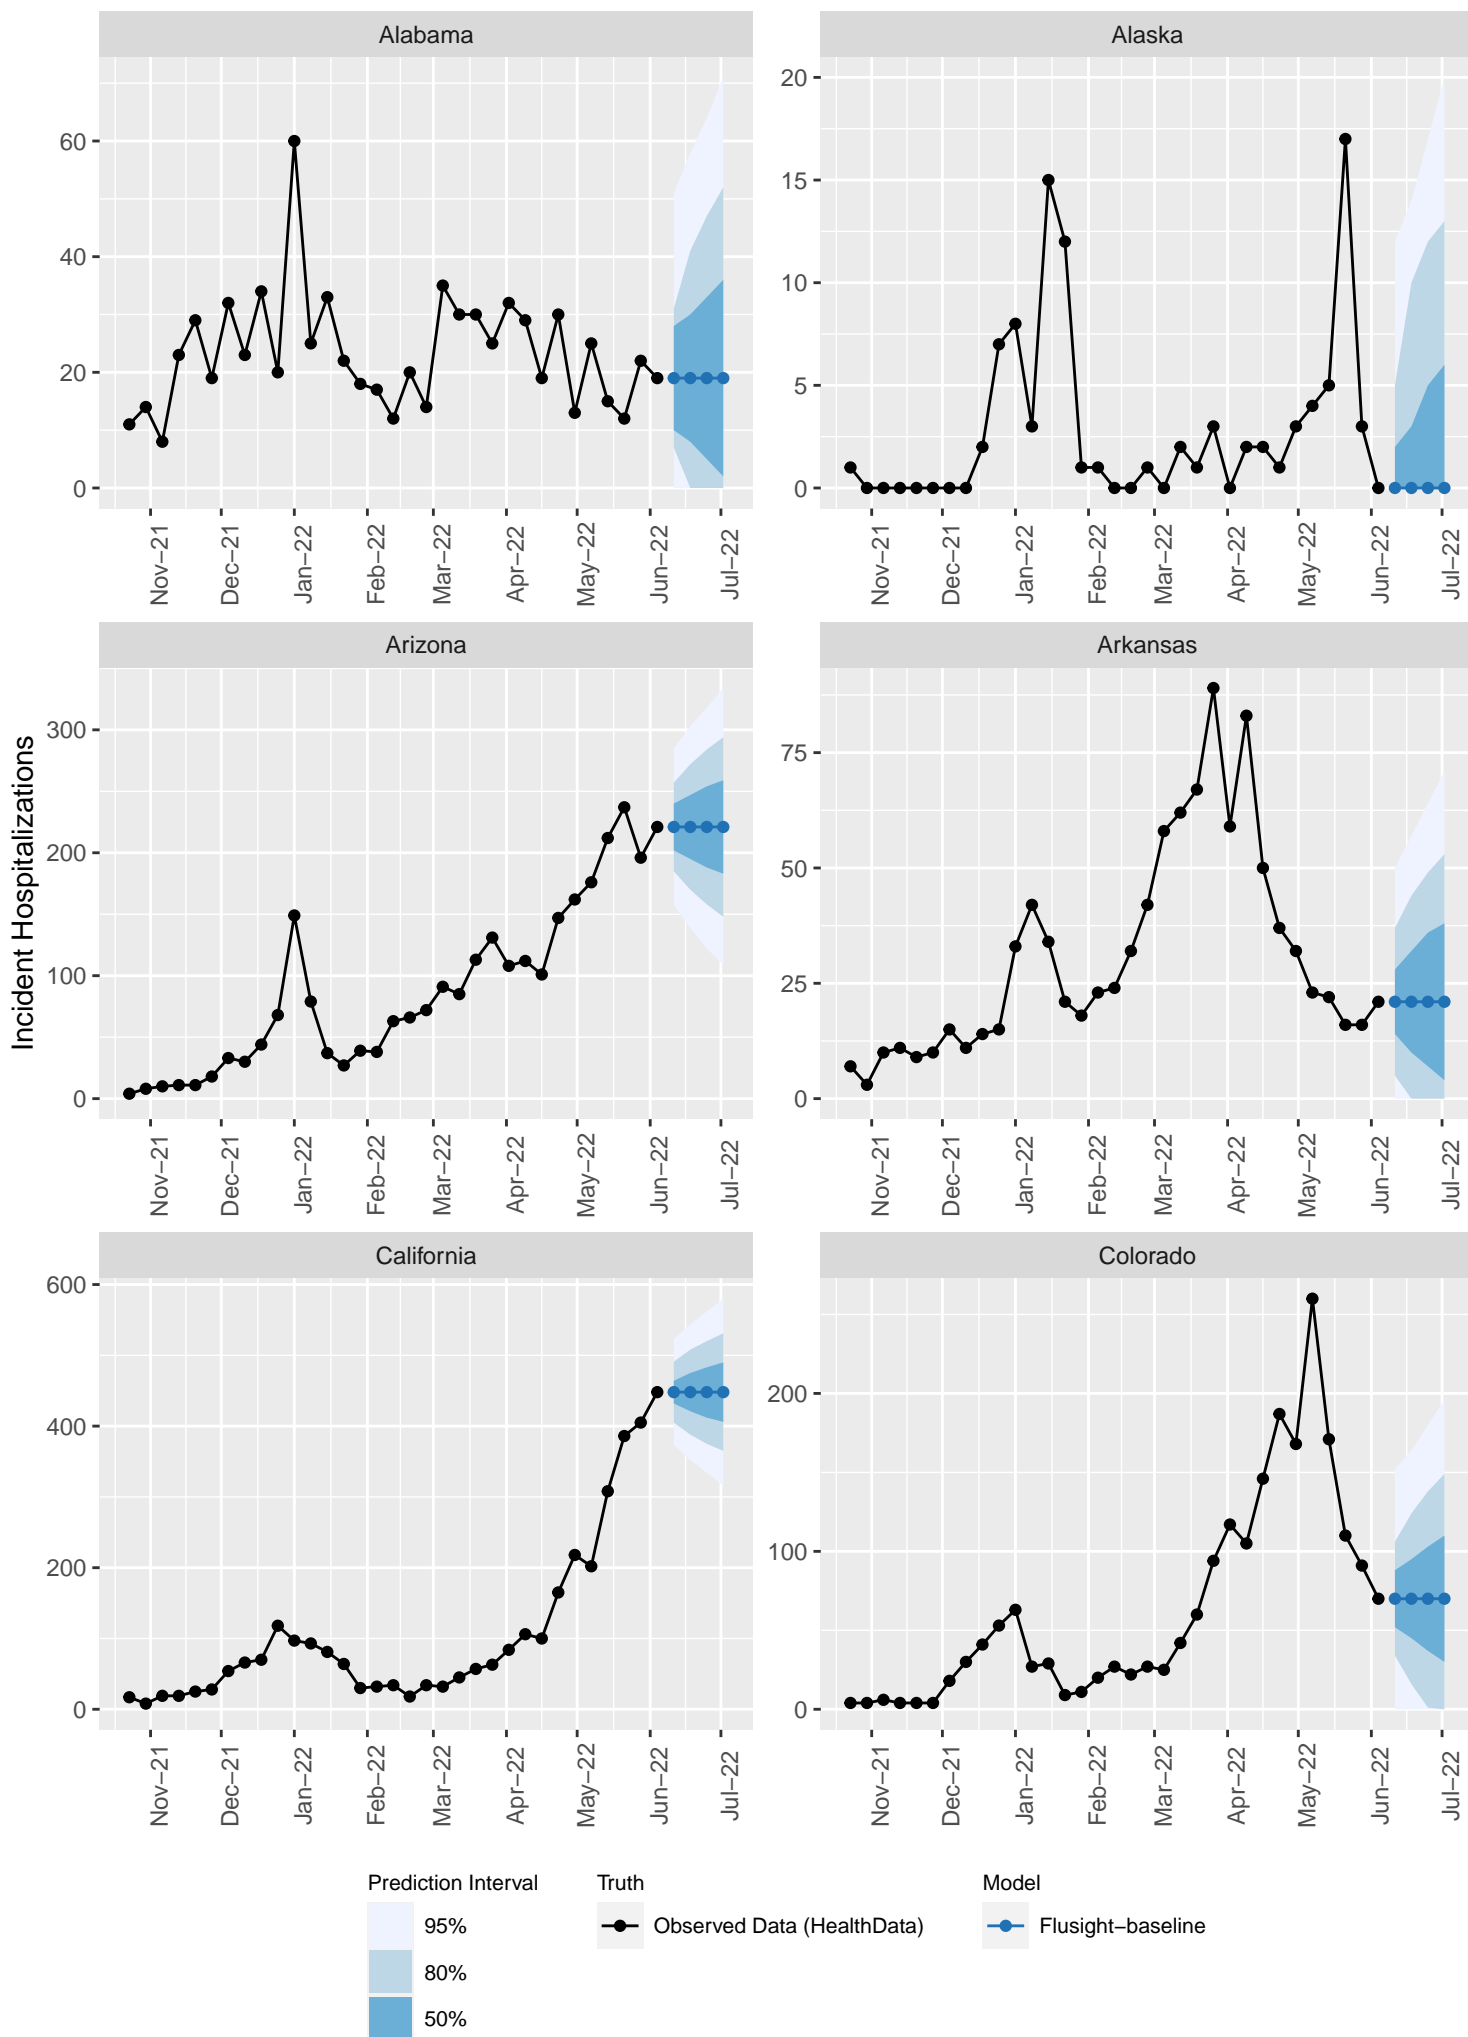 Alabama
Alaska
60
40
20
0
20
15
10
5
0
Nov−21
Dec−21
Jan−22
Feb−22
Mar−22
Apr−22
May−22
Jun−22
Jul−22
Nov−21
Dec−21
Jan−22
Feb−22
Mar−22
Apr−22
May−22
Jun−22
Jul−22
Incident Hospitalizations
Arizona
Arkansas
300
200
100
0
75
50
25
0
Nov−21
Dec−21
Jan−22
Feb−22
Mar−22
Apr−22
May−22
Jun−22
Jul−22
Nov−21
Dec−21
Jan−22
Feb−22
Mar−22
Apr−22
May−22
Jun−22
Jul−22
California
Colorado
600
400
200
0
200
100
0
Nov−21
Dec−21
Jan−22
Feb−22
Mar−22
Apr−22
May−22
Jun−22
Jul−22
Nov−21
Dec−21
Jan−22
Feb−22
Mar−22
Apr−22
May−22
Jun−22
Jul−22
Prediction Interval
95%
80%
50%
Truth
Observed Data (HealthData)
Model
Flusight−baseline